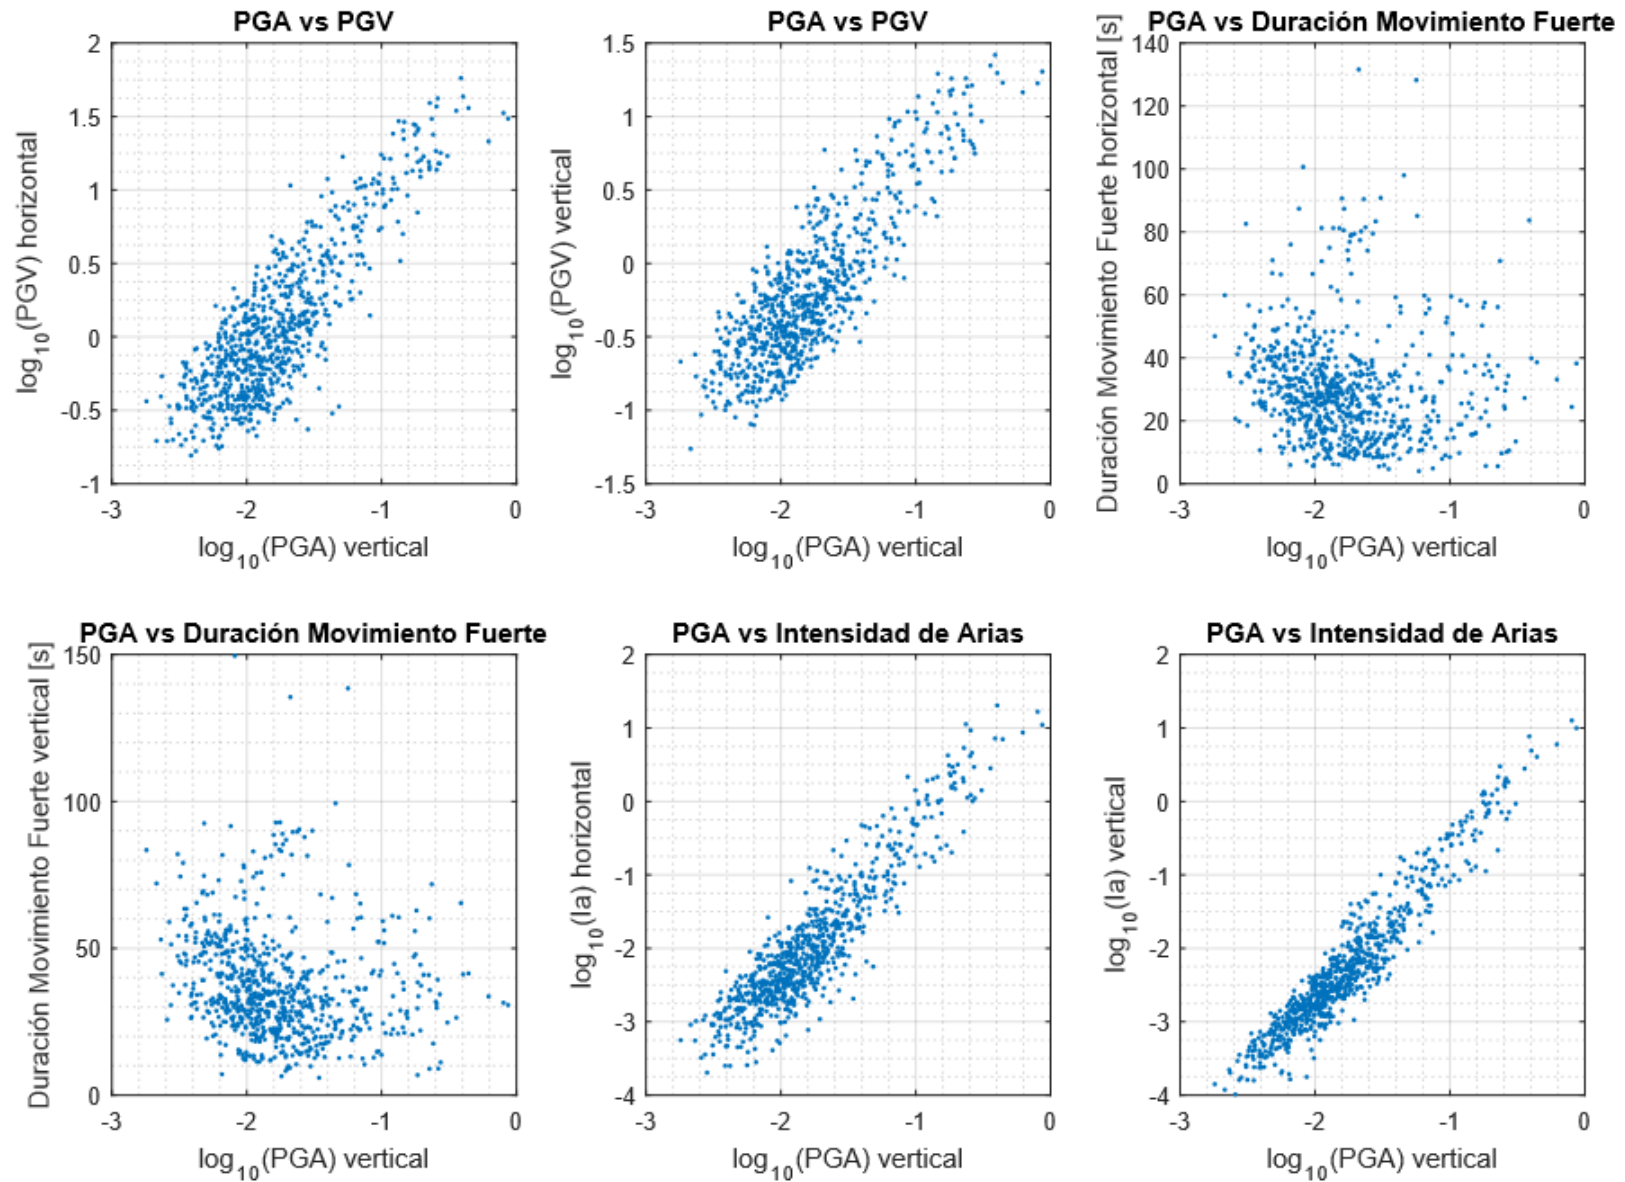 PGA vs PGV
log10(PGV) horizontal
2
1.5
1
0.5
0
-0.5
-1
-3 -2 -1 0
log10(PGA) vertical
PGA vs PGV
log10(PGV) vertical
1.5
1
0.5
0
-0.5
-1
-1.5
-3 -2 -1 0
log10(PGA) vertical
PGA vs Duración Movimiento Fuerte
Duración Movimiento Fuerte horizontal [s]
140
120
100
80
60
40
20
0
-3 -2 -1 0
log10(PGA) vertical
PGA vs Duración Movimiento Fuerte
Duración Movimiento Fuerte vertical [s]
150
100
50
0
-3 -2 -1 0
log10(PGA) vertical
PGA vs Intensidad de Arias
log10(Ia) horizontal
2
1
0
-1
-2
-3
-4
-3 -2 -1 0
log10(PGA) vertical
PGA vs Intensidad de Arias
log10(Ia) vertical
2
1
0
-1
-2
-3
-4
-3 -2 -1 0
log10(PGA) vertical